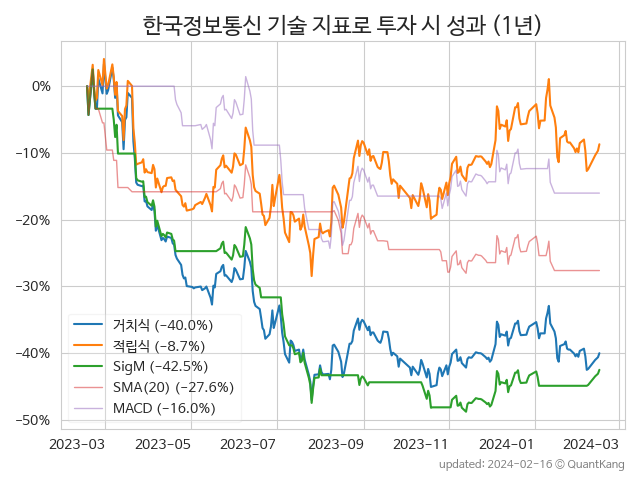 한국정보통신 기술 지표로 투자 시 성과 (1년)
0%
−10%
−20%
−30%
−40%
−50%
거치식 (−40.0%)
적립식 (−8.7%)
SigM (−42.5%)
SMA(20) (−27.6%)
MACD (−16.0%)
2023-03 2023-05 2023-07 2023-09 2023-11 2024-01 2024-03
updated: 2024-02-16 © QuantKang